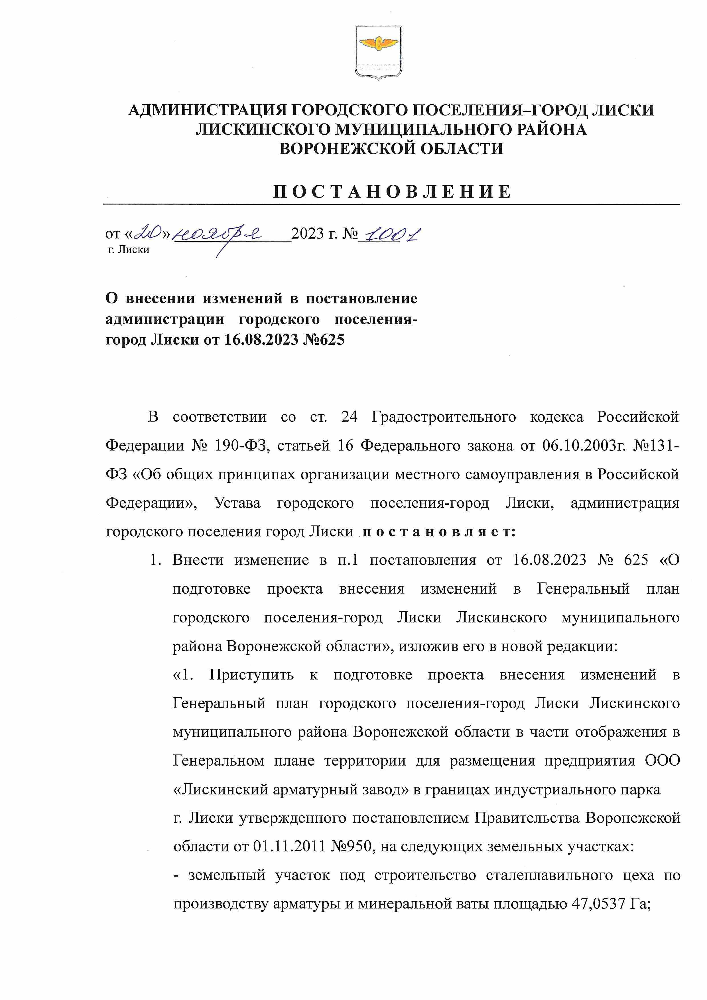 АДМИНИСТРАЦИЯ ГОРОДСКОГО ПОСЕЛЕНИЯ–ГОРОД ЛИСКИ
ЛИСКИНСКОГО МУНИЦИПАЛЬНОГО РАЙОНА
ВОРОНЕЖСКОЙ ОБЛАСТИ
П О С Т А Н О В Л Е Н И Е
от «20» ноября 2023 г. № 1001
г. Лиски
О внесении изменений в постановление
администрации городского поселения-
город Лиски от 16.08.2023 №625
В соответствии со ст. 24 Градостроительного кодекса Российской
Федерации № 190-ФЗ, статьей 16 Федерального закона от 06.10.2003г. №131-
ФЗ «Об общих принципах организации местного самоуправления в Российской
Федерации», Устава городского поселения-город Лиски, администрация
городского поселения город Лиски п о с т а н о в л я е т:
1. Внести изменение в п.1 постановления от 16.08.2023 № 625 «О
подготовке проекта внесения изменений в Генеральный план
городского поселения-город Лиски Лискинского муниципального
района Воронежской области», изложив его в новой редакции:
«1. Приступить к подготовке проекта внесения изменений в
Генеральный план городского поселения-город Лиски Лискинского
муниципального района Воронежской области в части отображения в
Генеральном плане территории для размещения предприятия ООО
«Лискинский арматурный завод» в границах индустриального парка
г. Лиски утвержденного постановлением Правительства Воронежской
области от 01.11.2011 №950, на следующих земельных участках:
- земельный участок под строительство сталеплавильного цеха по
производству арматуры и минеральной ваты площадью 47,0537 Га;